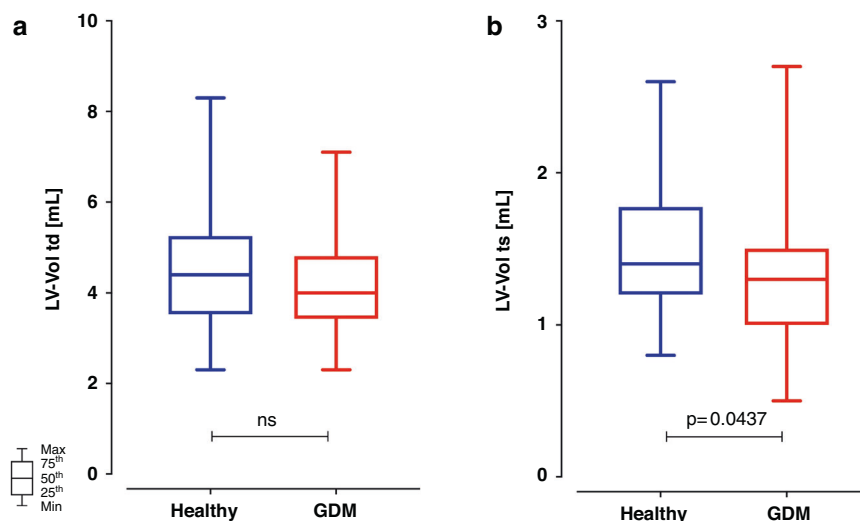 a
10
8
6
4
2
0
LV-Vol td [mL]
ns
Healthy GDM
Max
75th
50th
25th
Min
b
3
2
1
0
LV-Vol ts [mL]
p=0.0437
Healthy GDM